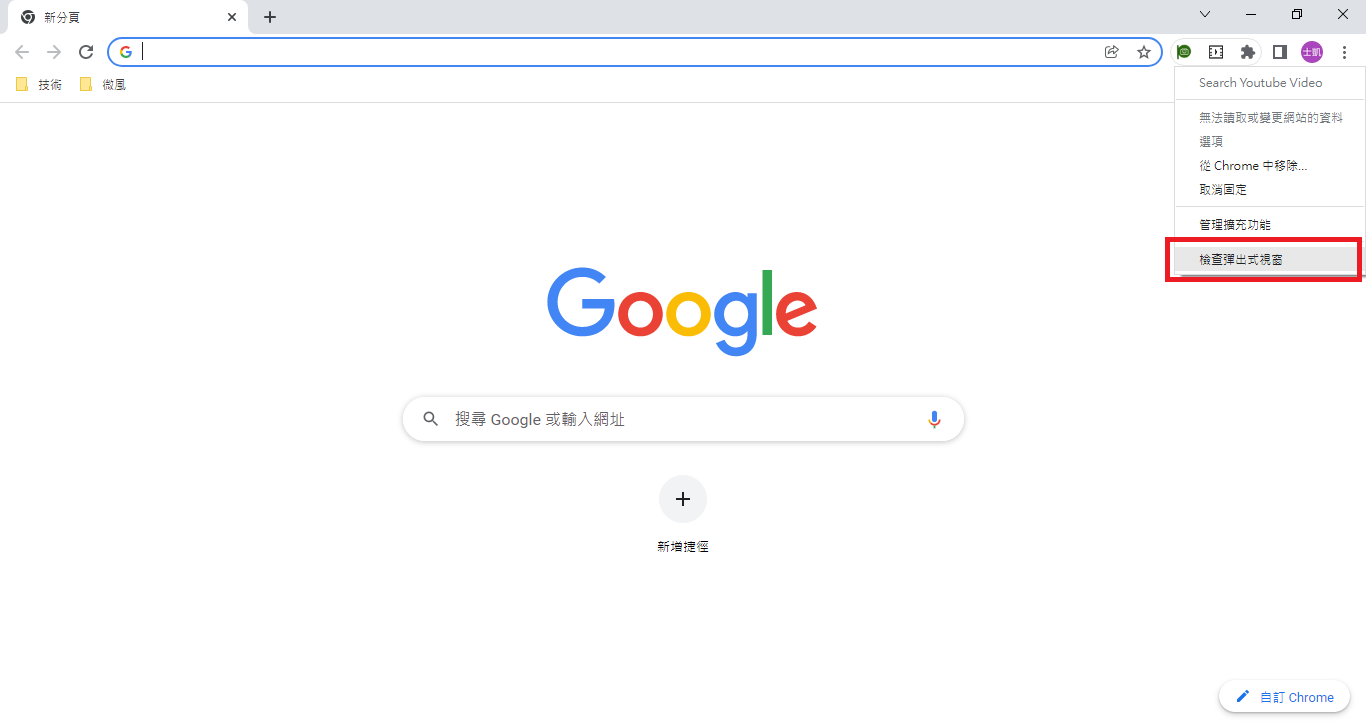 新分頁
技術
微風
士凱
Search Youtube Video
無法讀取或變更網站的資料
選項
從 Chrome 中移除...
取消固定
管理擴充功能
檢查彈出式視窗
Google
搜尋 Google 或輸入網址
新增捷徑
自訂 Chrome